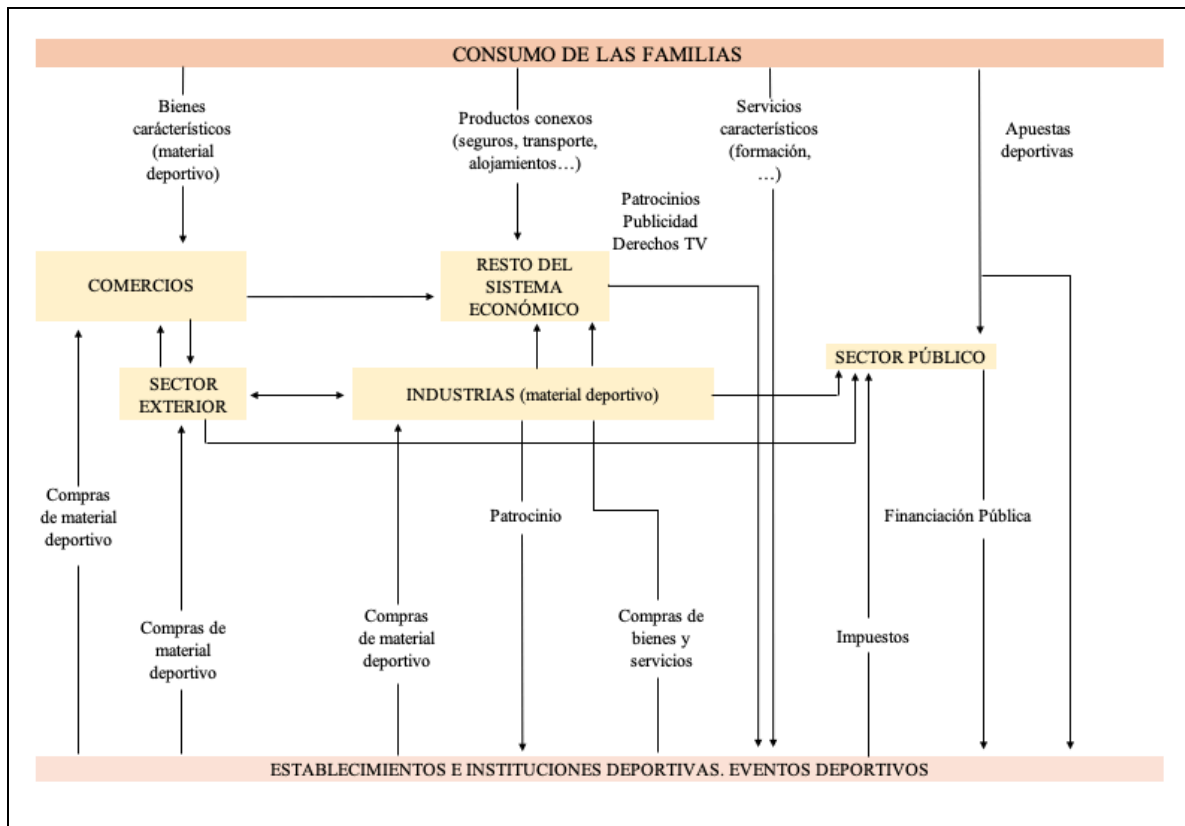 CONSUMO DE LAS FAMILIAS
Bienes
carácterísticos
(material
deportivo)
Productos conexos
(seguros, transporte,
alojamientos…)
Servicios
característicos
(formación,
…)
Apuestas
deportivas
Patrocinios
Publicidad
Derechos TV
COMERCIOS
RESTO DEL
SISTEMA
ECONÓMICO
SECTOR PÚBLICO
SECTOR
EXTERIOR
INDUSTRIAS (material deportivo)
Compras
de material
deportivo
Patrocinio
Financiación Pública
Compras de
material
deportivo
Compras
de material
deportivo
Compras de
bienes y
servicios
Impuestos
ESTABLECIMIENTOS E INSTITUCIONES DEPORTIVAS. EVENTOS DEPORTIVOS